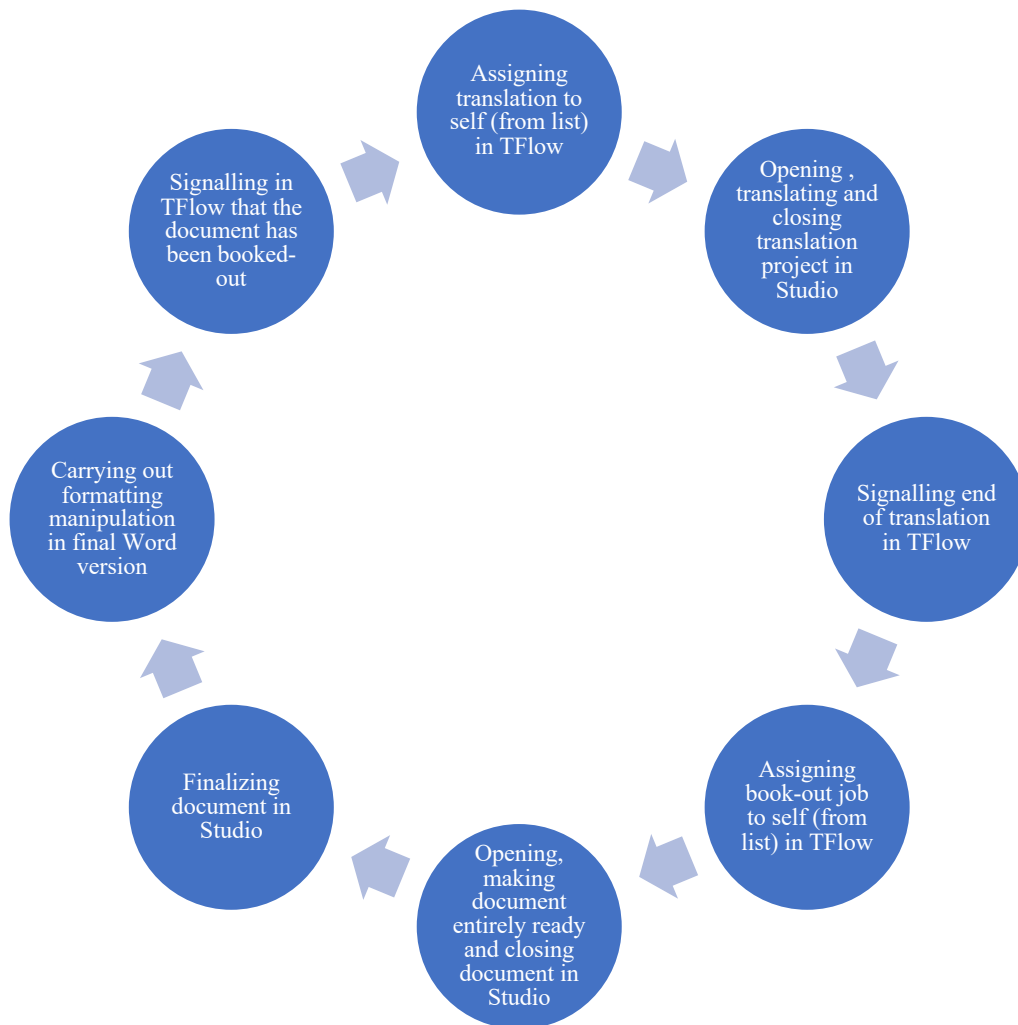 Assigning
translation to
self (from list)
in TFlow
Opening ,
translating and
closing
translation
project in
Studio
Signalling end
of translation
in TFlow
Assigning
book-out job
to self (from
list) in TFlow
Opening,
making
document
entirely ready
and closing
document in
Studio
Finalizing
document in
Studio
Carrying out
formatting
manipulation
in final Word
version
Signalling in
TFlow that the
document has
been booked-
out